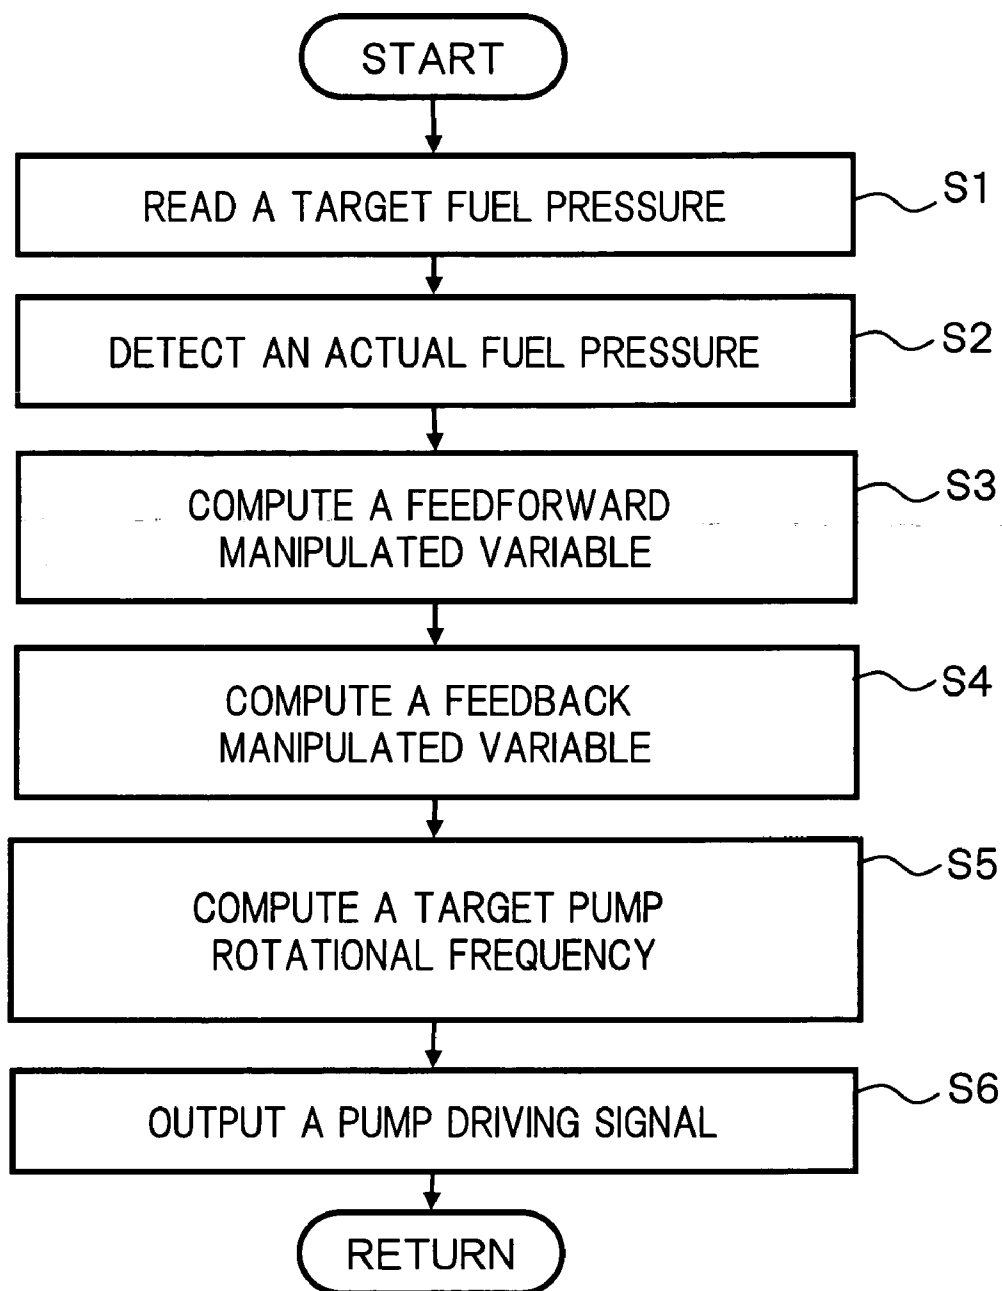 START
READ A TARGET FUEL PRESSURE
S1
DETECT AN ACTUAL FUEL PRESSURE
S2
COMPUTE A FEEDFORWARD
MANIPULATED VARIABLE
S3
COMPUTE A FEEDBACK
MANIPULATED VARIABLE
S4
COMPUTE A TARGET PUMP
ROTATIONAL FREQUENCY
S5
OUTPUT A PUMP DRIVING SIGNAL
S6
RETURN